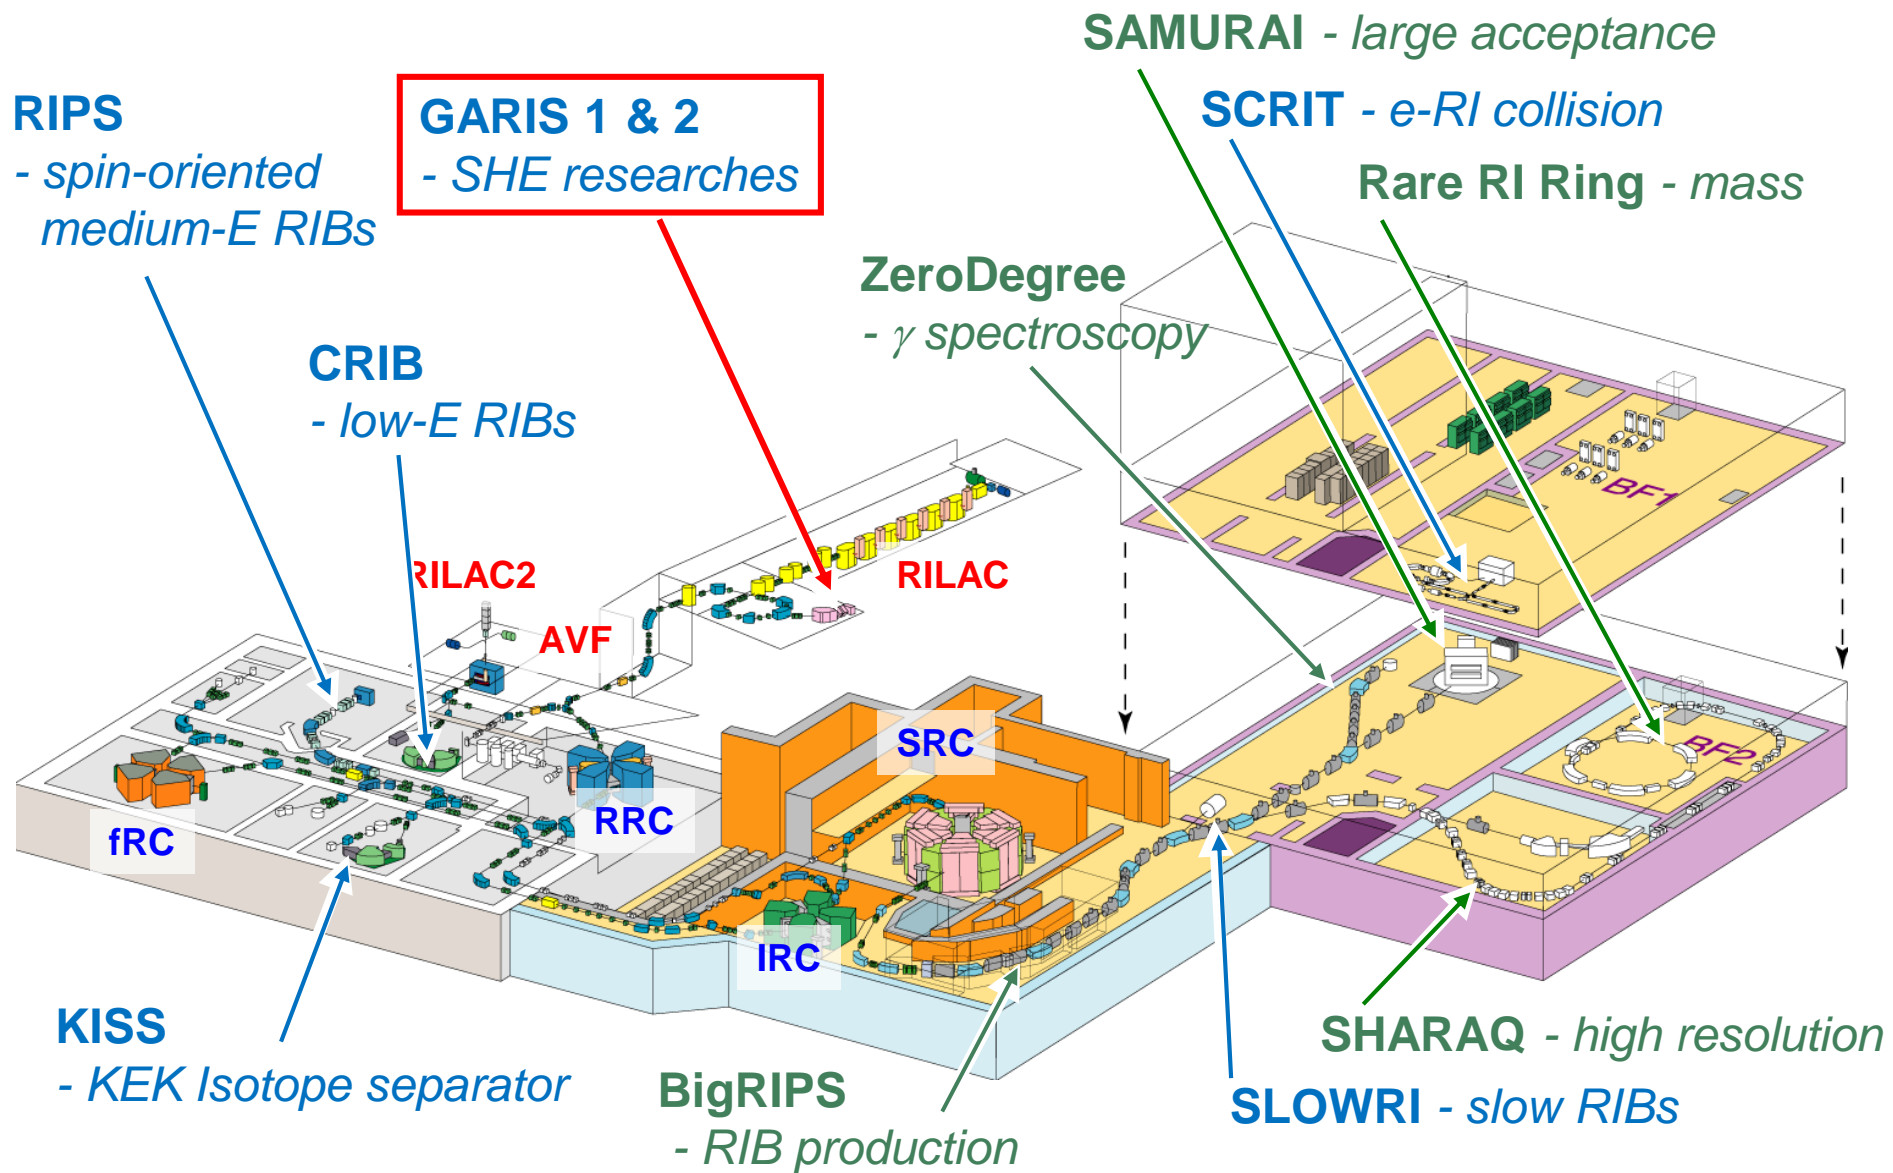 SAMURAI - large acceptance
RIPS
- spin-oriented
medium-E RIBs
GARIS 1 & 2
- SHE researches
SCRIT - e-RI collision
Rare RI Ring - mass
ZeroDegree
- γ spectroscopy
CRIB
- low-E RIBs
BF1
RILAC2
RILAC
AVF
SRC
BF2
RRC
fRC
IRC
KISS
- KEK Isotope separator
BigRIPS
- RIB production
SHARAQ - high resolution
SLOWRI - slow RIBs